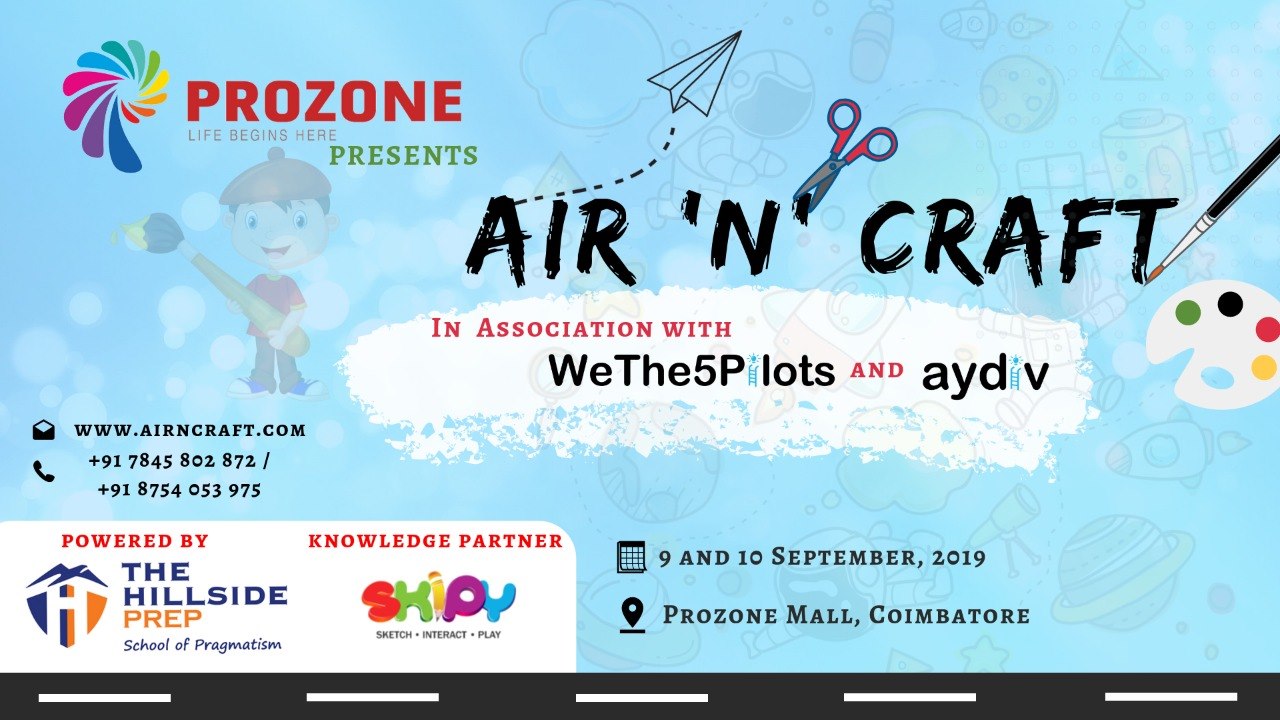 PROZONE
LIFE BEGINS HERE
PRESENTS
AIR 'N' CRAFT
In Association with
WeThe5Pilots and aydiv
www.airncraft.com
+91 7845 802 872 /
+91 8754 053 975
POWERED BY
THE
HILLSIDE
PREP
School of Pragmatism
KNOWLEDGE PARTNER
SKIPY
SKETCH • INTERACT • PLAY
9 and 10 September, 2019
Prozone Mall, Coimbatore